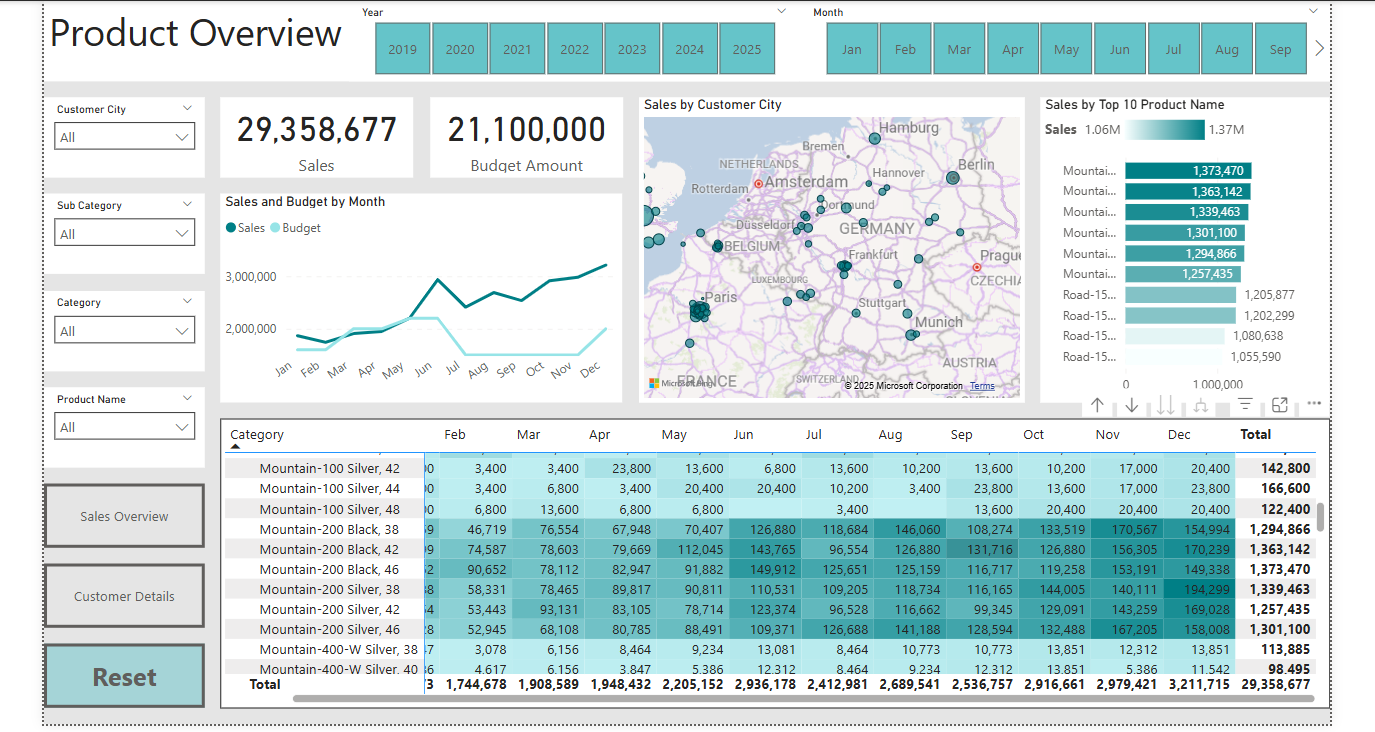 Product Overview
Year
2019 2020 2021 2022 2023 2024 2025
Month
Jan Feb Mar Apr May Jun Jul Aug Sep
Customer City
All
Sub Category
All
Category
All
Product Name
All
Sales Overview
Customer Details
Reset
29,358,677
Sales
21,100,000
Budget Amount
Sales and Budget by Month
Sales Budget
3,000,000
2,000,000
Jan Feb Mar Apr May Jun Jul Aug Sep Oct Nov Dec
Sales by Customer City
Hamburg
Bremen
NETHERLANDS
Berlin
Hannover
Amsterdam
Rotterdam
Dortmund
Düsseldorf
GERMANY
BELGIUM
Frankfurt
Prague
LUXEMBOURG
CZECHIA
Paris
Stuttgart
Munich
AUSTRIA
SWITZERLAND
FRANCE
Microsoft Bing
© 2025 Microsoft Corporation Terms
Sales by Top 10 Product Name
Sales 1.06M 1.37M
Mountai... 1,373,470
Mountai... 1,363,142
Mountai... 1,339,463
Mountai... 1,301,100
Mountai... 1,294,866
Mountai... 1,257,435
Road-15... 1,205,877
Road-15... 1,202,299
Road-15... 1,080,638
Road-15... 1,055,590
0 1,000,000
Category Feb Mar Apr May Jun Jul Aug Sep Oct Nov Dec Total
Mountain-100 Silver, 42 0 3,400 3,400 23,800 13,600 6,800 13,600 10,200 13,600 10,200 17,000 20,400 142,800
Mountain-100 Silver, 44 0 3,400 6,800 3,400 20,400 20,400 10,200 3,400 23,800 13,600 17,000 23,800 166,600
Mountain-100 Silver, 48 0 6,800 13,600 6,800 6,800 3,400 13,600 20,400 20,400 20,400 122,400
Mountain-200 Black, 38 9 46,719 76,554 67,948 70,407 126,880 118,684 146,060 108,274 133,519 170,567 154,994 1,294,866
Mountain-200 Black, 42 9 74,587 78,603 79,669 112,045 143,765 96,554 126,880 131,716 126,880 156,305 170,239 1,363,142
Mountain-200 Black, 46 2 90,652 78,112 82,947 91,882 149,912 125,651 125,159 116,717 119,258 153,191 149,338 1,373,470
Mountain-200 Silver, 38 8 58,331 78,465 89,817 90,811 110,531 109,205 118,734 116,165 144,005 140,111 194,299 1,339,463
Mountain-200 Silver, 42 4 53,443 93,131 83,105 78,714 123,374 96,528 116,662 99,345 129,091 143,259 169,028 1,257,435
Mountain-200 Silver, 46 8 52,945 68,108 80,785 88,491 109,371 126,688 141,188 128,594 132,488 167,205 158,008 1,301,100
Mountain-400-W Silver, 38 7 3,078 6,156 8,464 9,234 13,081 8,464 10,773 10,773 13,851 12,312 13,851 113,885
Mountain-400-W Silver, 40 6 4,617 6,156 3,847 5,386 12,312 8,464 9,234 12,312 13,851 5,386 11,542 98,495
Total 3 1,744,678 1,908,589 1,948,432 2,205,152 2,936,178 2,412,981 2,689,541 2,536,757 2,916,661 2,979,421 3,211,715 29,358,677